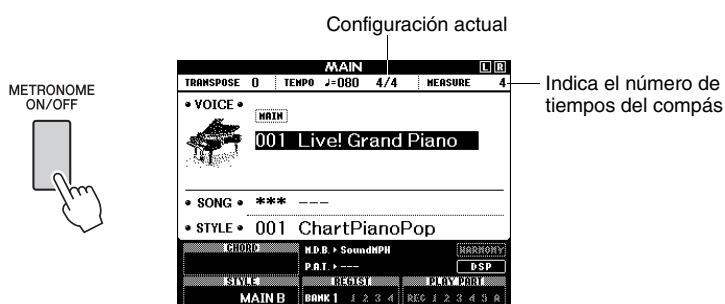 Configuración actual
METRONOME
ON/OFF
MAIN L R
TRANSPOSE 0 TEMPO ♩=080 4/4 MEASURE 4
Indica el número de
tiempos del compás
• VOICE •
MAIN
001 Live! Grand Piano
• SONG • *** ---
• STYLE • 001 ChartPianoPop
CHORD M.D.B. ▸ SoundMPH HARMONY
P.A.T. ▸ --- DSP
STYLE REGIST PLAY PART
MAIN B BANK 1 1 2 3 4 REC 1 2 3 4 5 A